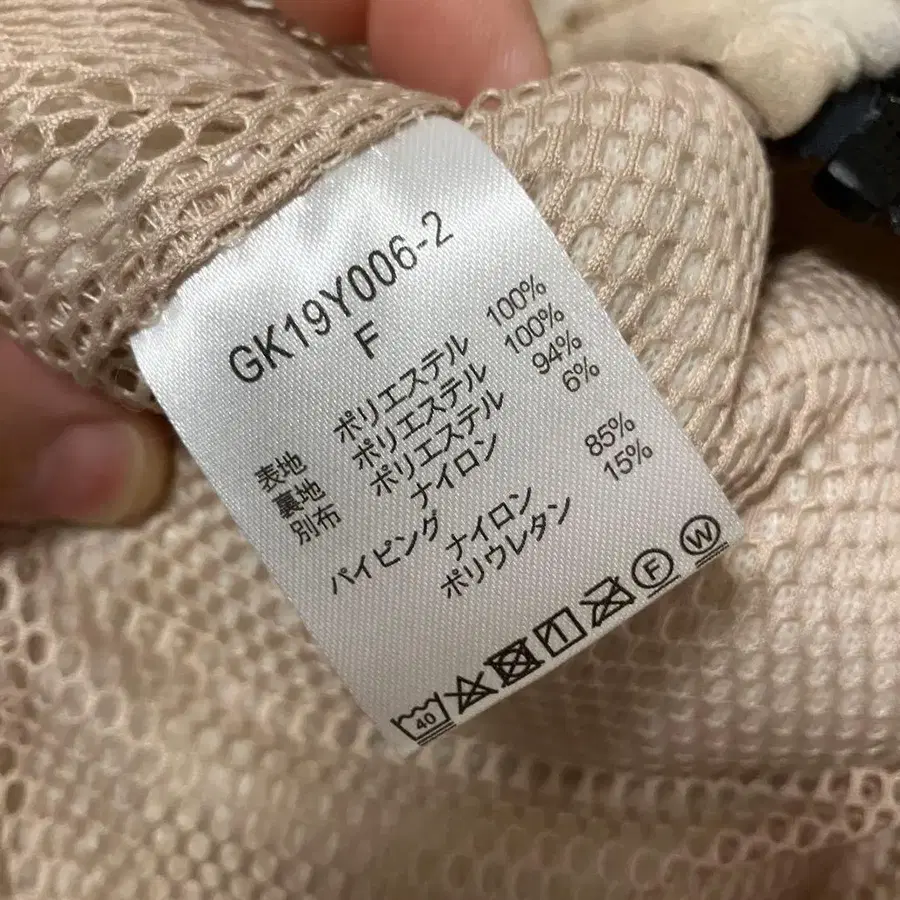 GK19Y006-2
F
表地 ポリエステル 100%
裏地 ポリエステル 100%
別布 ポリエステル 94%
ナイロン 6%
パイピング
ナイロン 85%
ポリウレタン 15%
40 F W